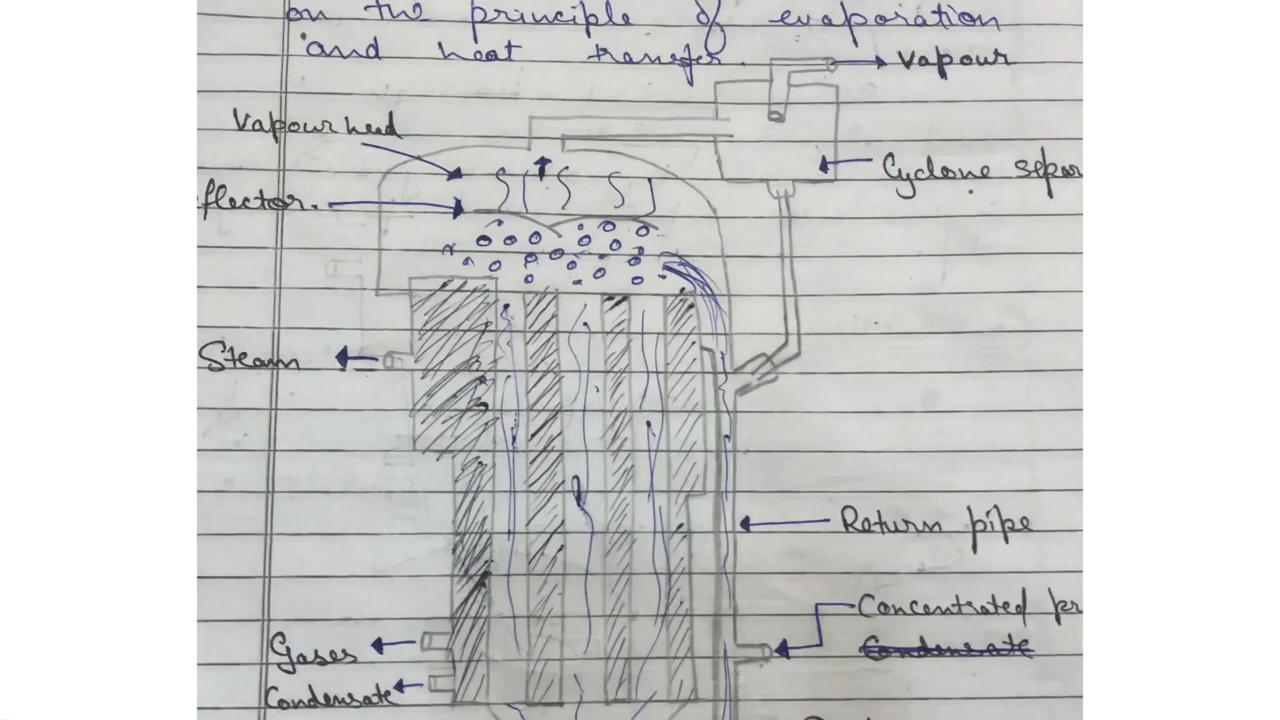 on the principle of evaporation
and heat transfer.
Vapour
Vapour head
Cyclone separ
flector.
Steam
Return pipe
Concentrated pr
Condensate
Gases
Condensate